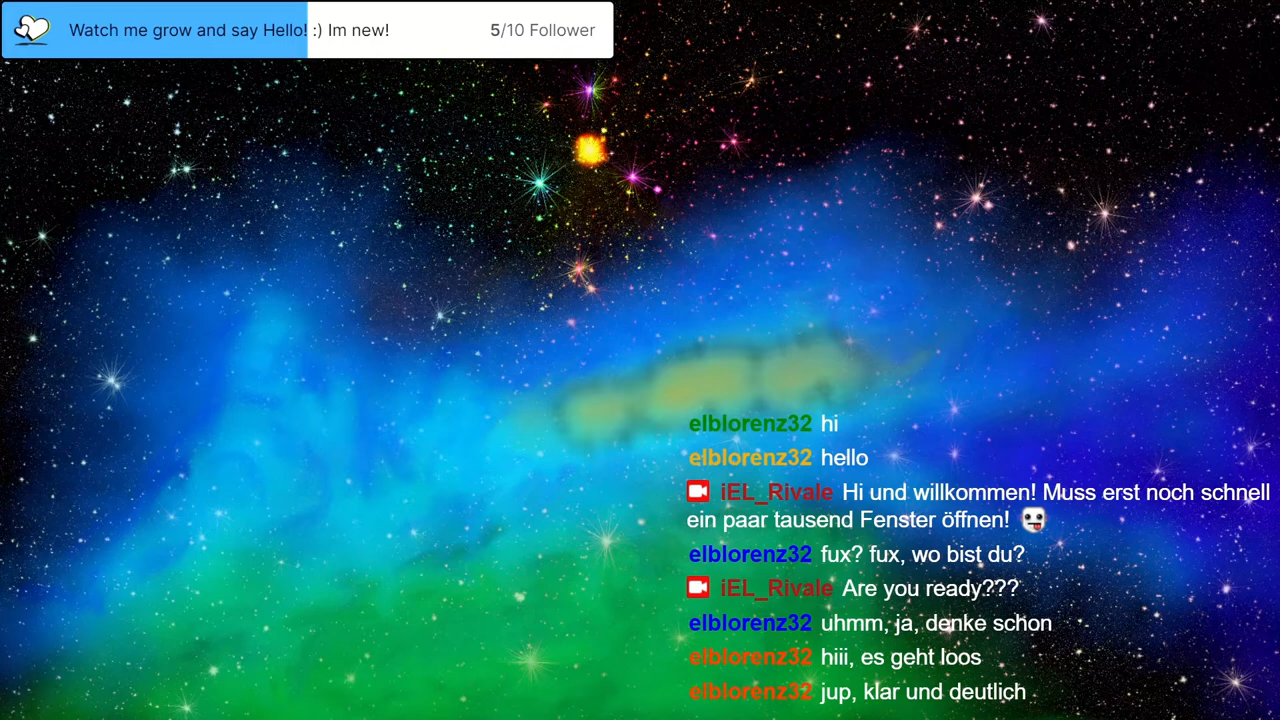 Watch me grow and say Hello! :) Im new! 5/10 Follower
elblorenz32 hi
elblorenz32 hello
iEL_Rivale Hi und willkommen! Muss erst noch schnell
ein paar tausend Fenster öffnen!
elblorenz32 fux? fux, wo bist du?
iEL_Rivale Are you ready???
elblorenz32 uhmm, ja, denke schon
elblorenz32 hiii, es geht loos
elblorenz32 jup, klar und deutlich